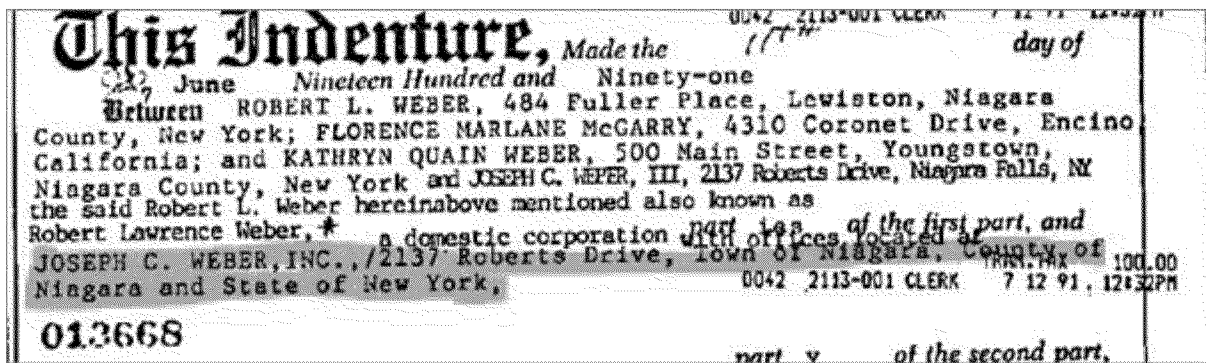 This Indenture, Made the 11TH day of
0042 2113-001 CLERK 7 12 91 12:32PM
June Nineteen Hundred and Ninety-one
Between ROBERT L. WEBER, 484 Fuller Place, Lewiston, Niagara
County, New York; FLORENCE MARLANE McGARRY, 4310 Coronet Drive, Encino
California; and KATHRYN QUAIN WEBER, 500 Main Street, Youngstown,
Niagara County, New York and JOSEPH C. WEPER, III, 2137 Roberts Drive, Niagara Falls, NY
the said Robert L. Weber hereinabove mentioned also known as
Robert Lawrence Weber,* part ies of the first part, and
a domestic corporation with offices located at
JOSEPH C. WEBER,INC.,/2137 Roberts Drive, Town of Niagara, County of
TRAN.TAX 100.00
Niagara and State of New York,
0042 2113-001 CLERK 7 12 91 12:32PM
013668
part y of the second part,